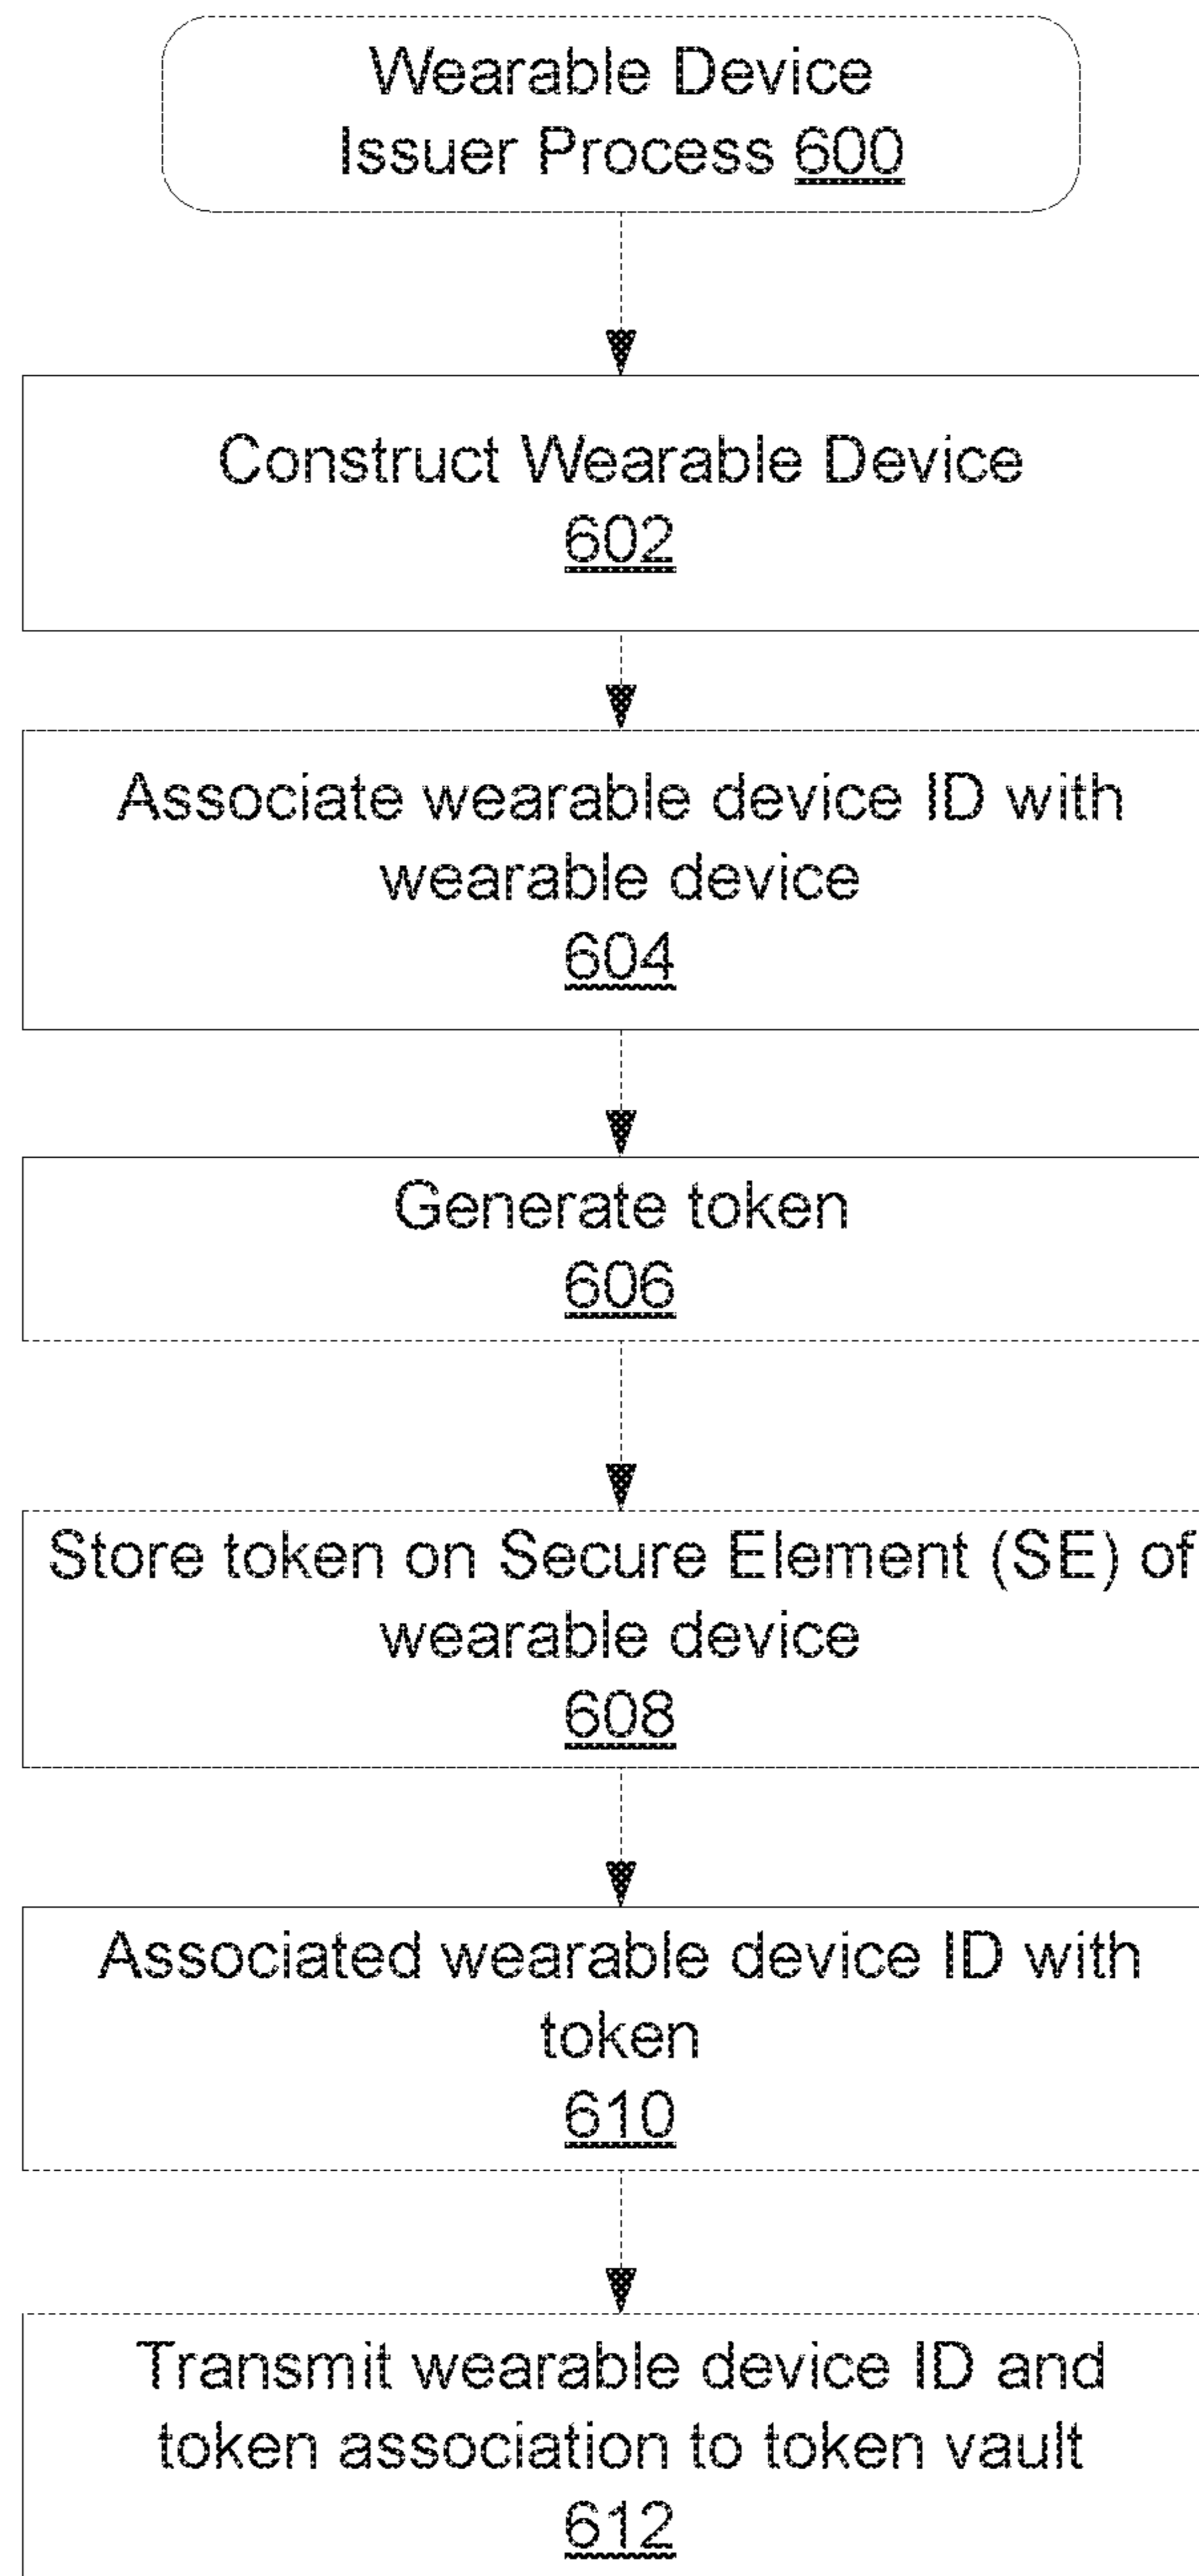 Wearable Device
Issuer Process 600
Construct Wearable Device
602
Associate wearable device ID with
wearable device
604
Generate token
606
Store token on Secure Element (SE) of
wearable device
608
Associated wearable device ID with
token
610
Transmit wearable device ID and
token association to token vault
612